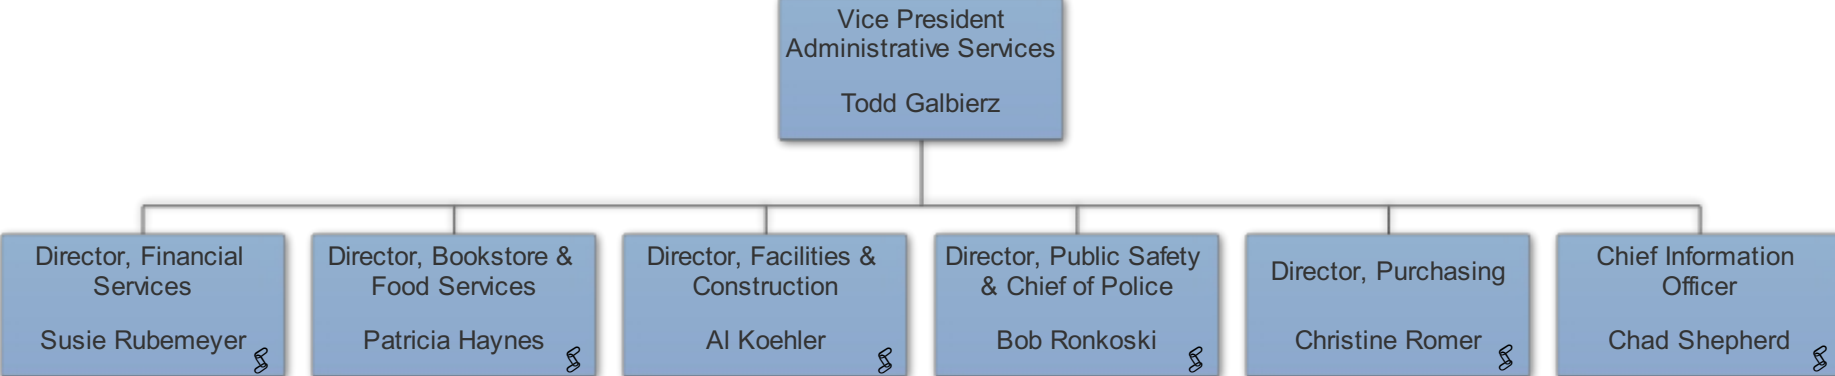 Vice President
Administrative Services
Todd Galbierz
Director, Financial
Services
Susie Rubemeyer
Director, Bookstore &
Food Services
Patricia Haynes
Director, Facilities &
Construction
Al Koehler
Director, Public Safety
& Chief of Police
Bob Ronkoski
Director, Purchasing
Christine Romer
Chief Information
Officer
Chad Shepherd